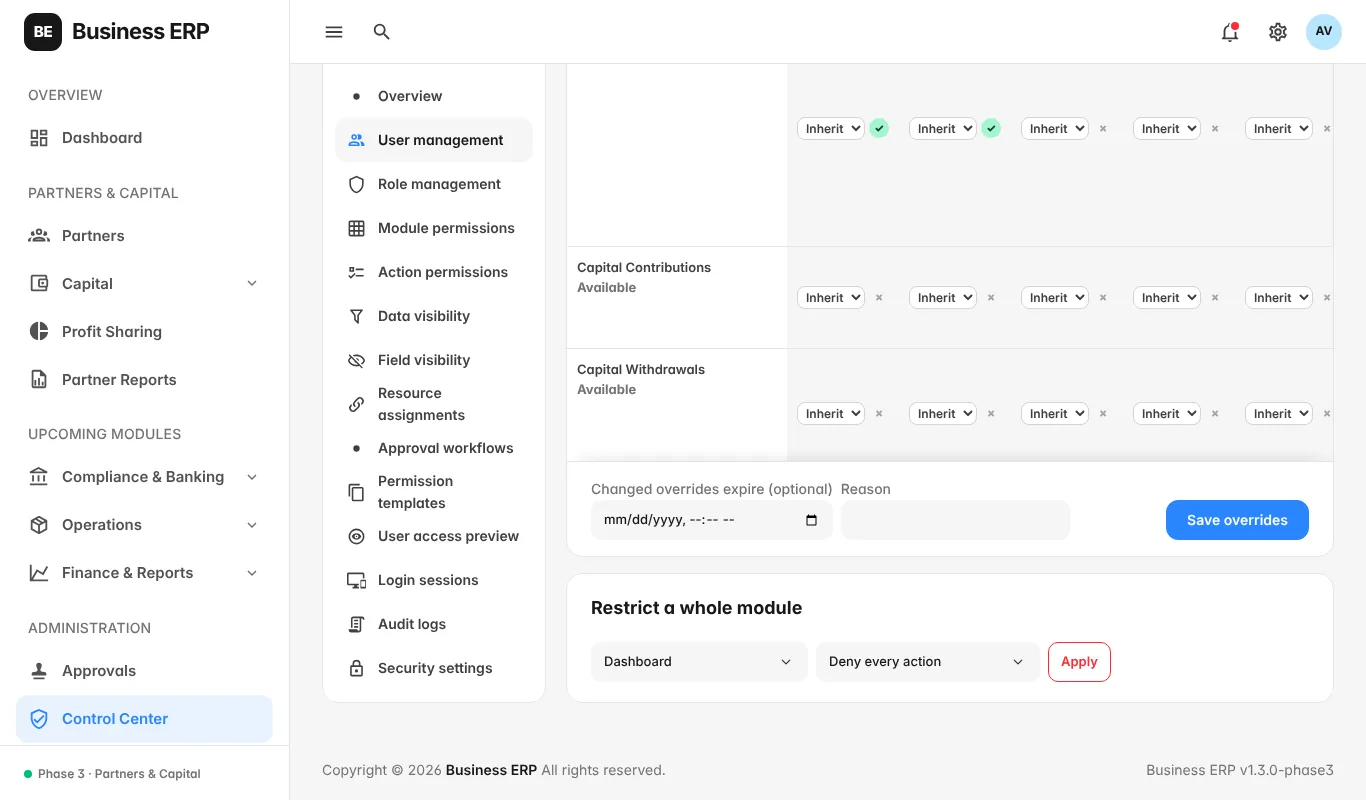 BE Business ERP
AV
OVERVIEW
Dashboard
PARTNERS & CAPITAL
Partners
Capital
Profit Sharing
Partner Reports
UPCOMING MODULES
Compliance & Banking
Operations
Finance & Reports
ADMINISTRATION
Approvals
Control Center
Phase 3 · Partners & Capital
Overview
User management
Role management
Module permissions
Action permissions
Data visibility
Field visibility
Resource
assignments
Approval workflows
Permission
templates
User access preview
Login sessions
Audit logs
Security settings
Inherit Inherit Inherit × Inherit × Inherit ×
Capital Contributions
Available
Inherit × Inherit × Inherit × Inherit × Inherit ×
Capital Withdrawals
Available
Inherit × Inherit × Inherit × Inherit × Inherit ×
Changed overrides expire (optional) Reason
mm/dd/yyyy, --:-- --
Save overrides
Restrict a whole module
Dashboard Deny every action Apply
Copyright © 2026 Business ERP All rights reserved.
Business ERP v1.3.0-phase3